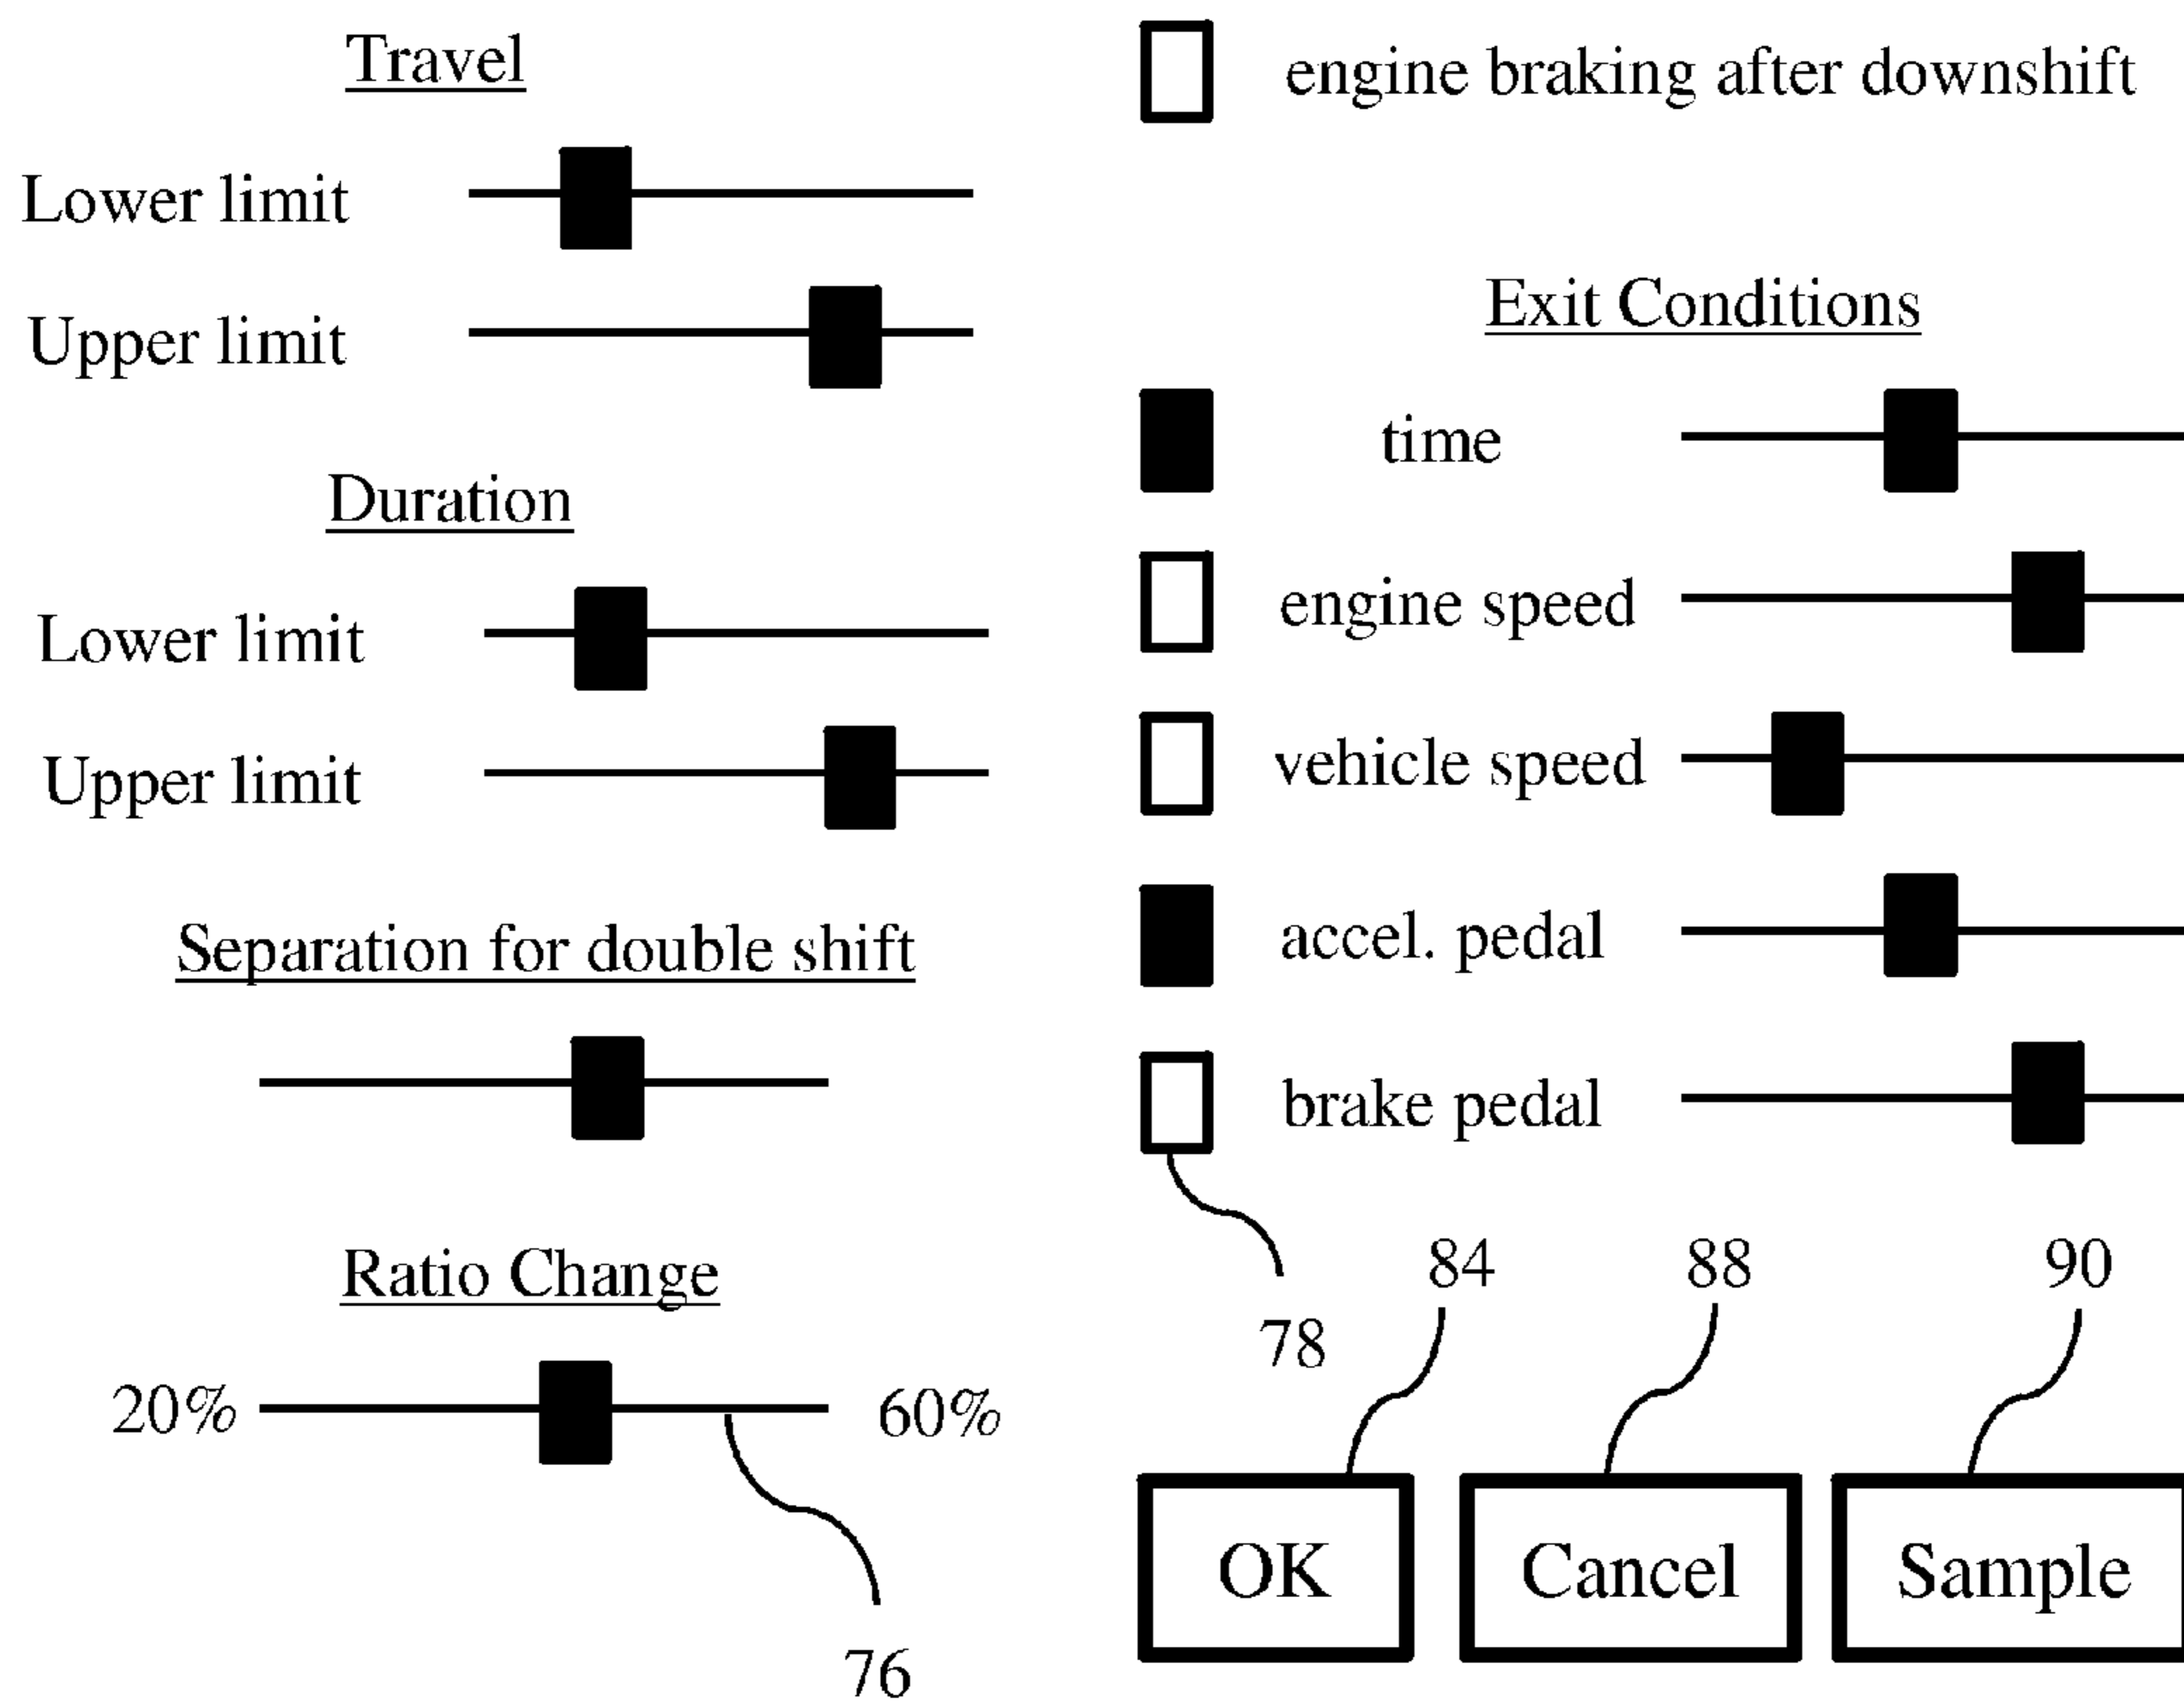 Travel
Lower limit
Upper limit
Duration
Lower limit
Upper limit
Separation for double shift
Ratio Change
20% 60%
76
engine braking after downshift
Exit Conditions
time
engine speed
vehicle speed
accel. pedal
brake pedal
78
84 88 90
OK Cancel Sample